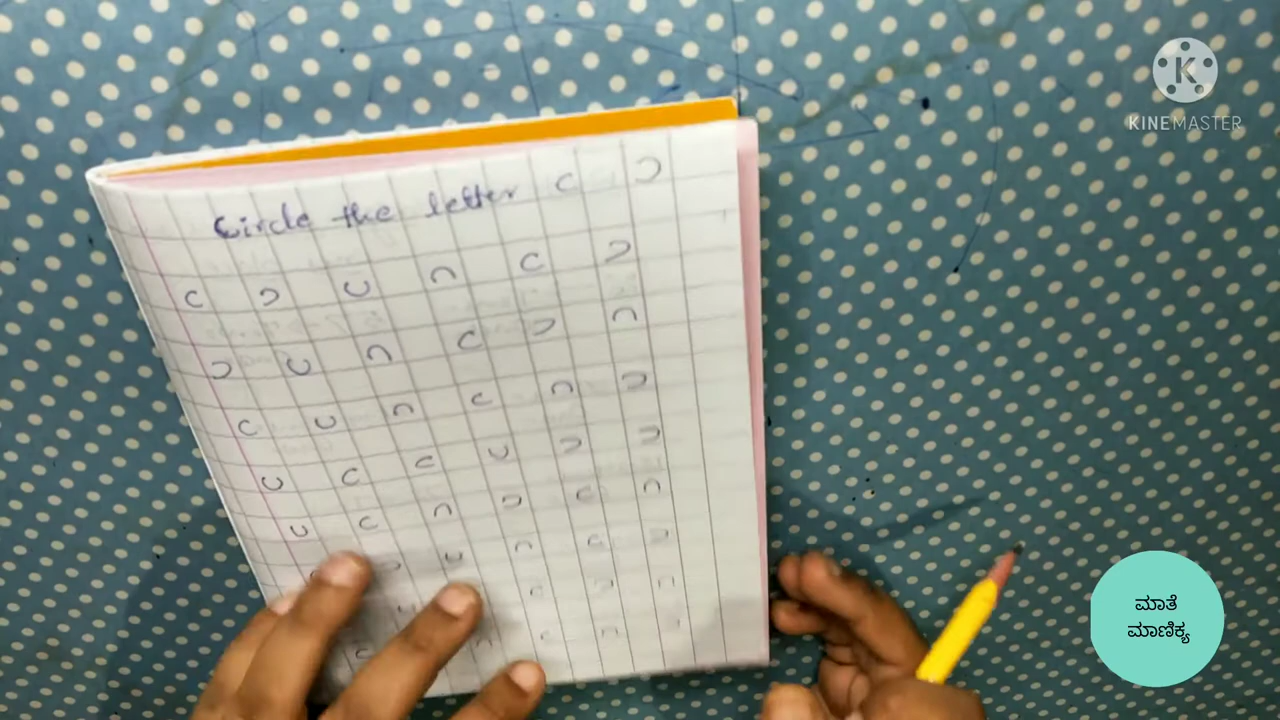 Circle the letter c ɔ
c ɔ ∪ ∩ c ɔ
ɔ ∪ ∩ c ɔ ∩
c ∪ ∩ c ∩ ɔ
∪ c c ∪ ɔ ɔ
∪ c ∩ ɔ c ∩
KINEMASTER
ಮಾತೆ
ಮಾಣಿಕ್ಯ